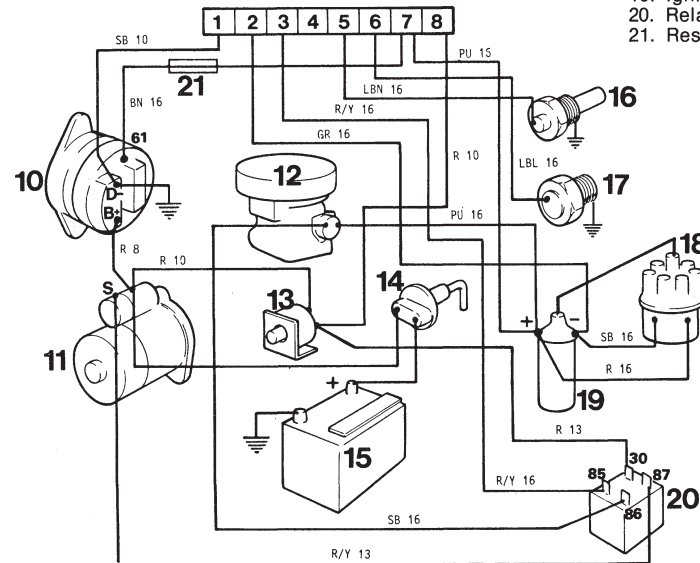 19. Igni
20. Rela
21. Res
1 2 3 4 5 6 7 8
SB 10
PU 15
21
BN 16
LBN 16
R/Y 16
GR 16
16
61
10
D-
B+
12
R 10
LBL 16
17
PU 16
R 8
R 10
18
14
S
13
+ -
SB 16
11
R 16
19
+
15
R 13
30
85
87
R/Y 16
20
86
SB 16
R/Y 13